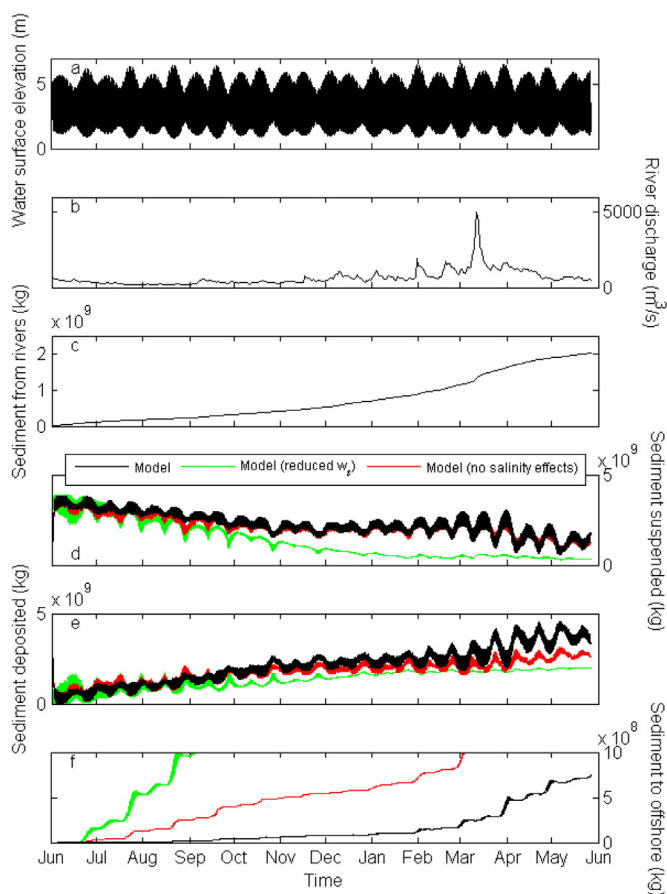 Water surface elevation (m)
5
0
a
River discharge (m³/s)
5000
0
b
Sediment from rivers (kg)
x 10⁹
2
1
0
c
Model
Model (reduced wₛ)
Model (no salinity effects)
Sediment suspended (kg)
x 10⁹
5
0
d
Sediment deposited (kg)
x 10⁹
5
0
e
Sediment to offshore (kg)
x 10⁸
10
5
0
f
Jun Jul Aug Sep Oct Nov Dec Jan Feb Mar Apr May Jun
Time